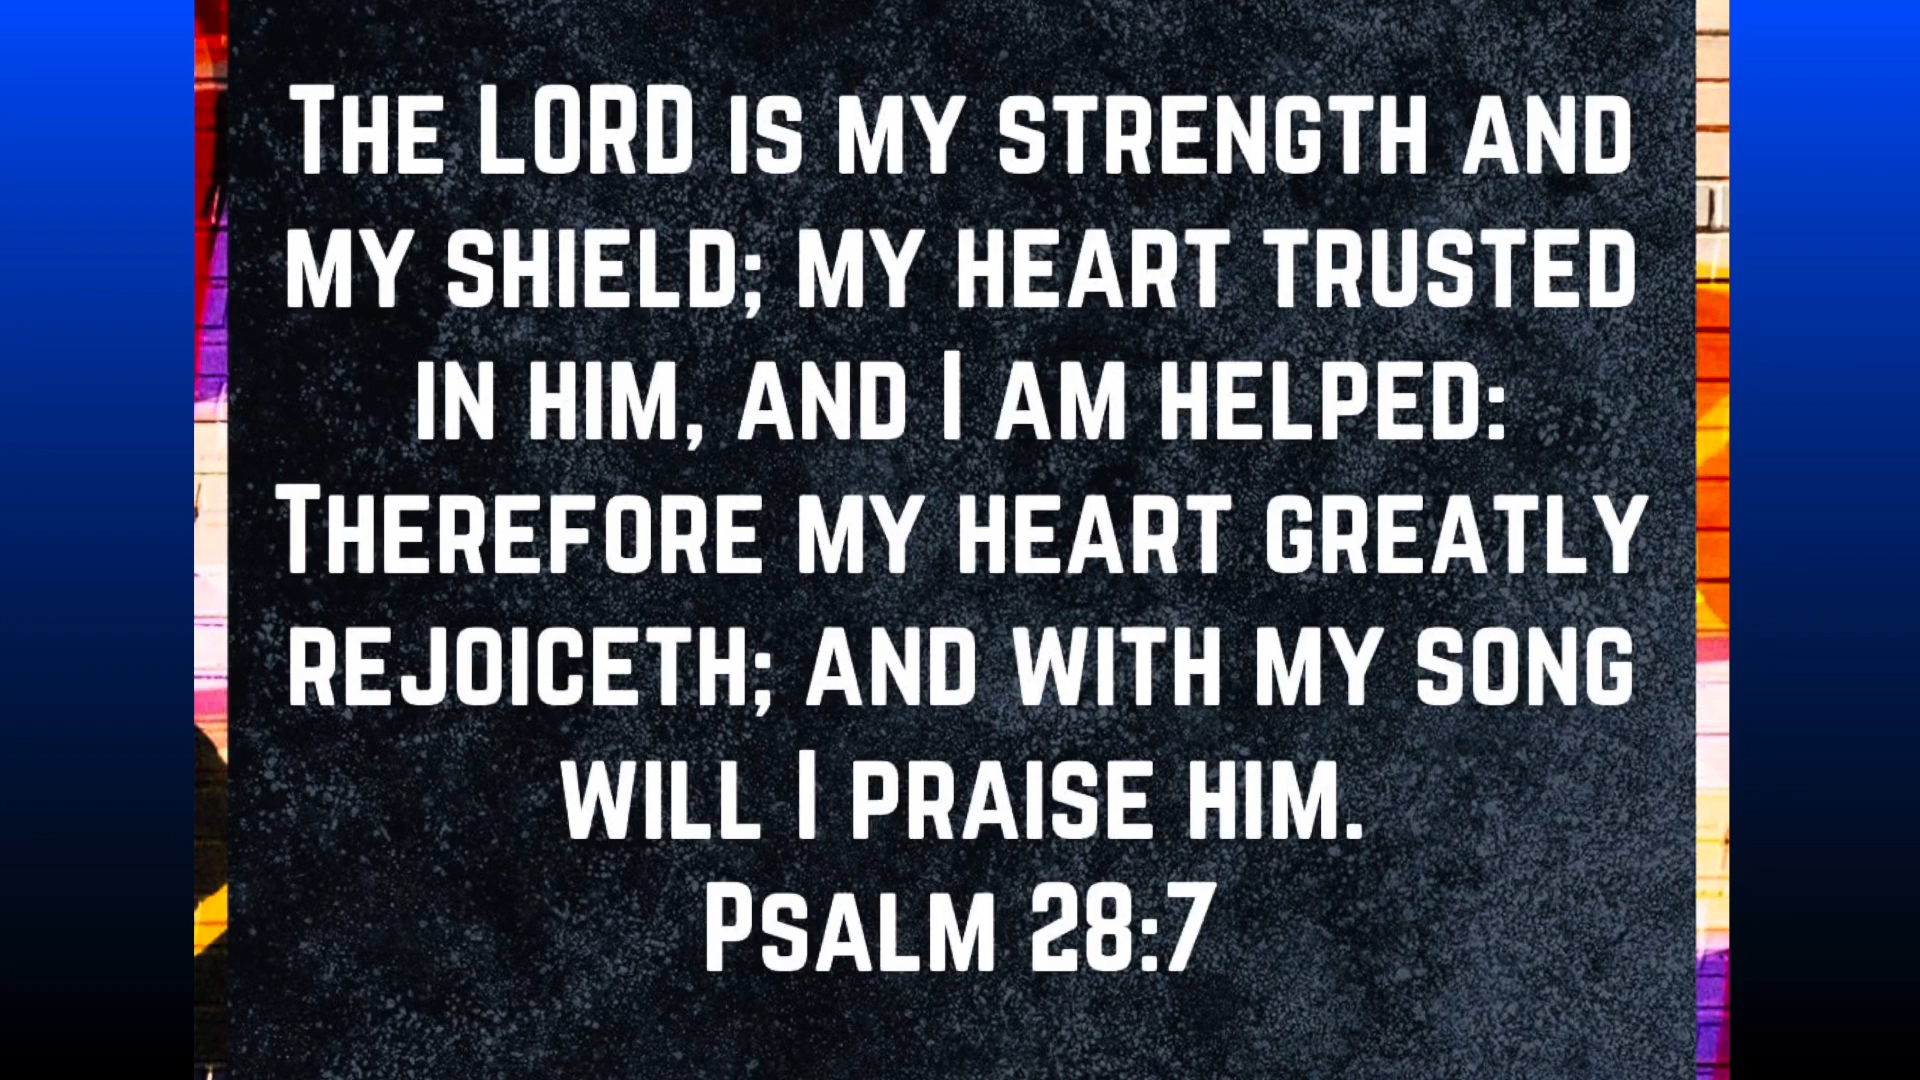 The LORD is my strength and
my shield; my heart trusted
in him, and I am helped:
Therefore my heart greatly
rejoiceth; and with my song
will I praise him.
Psalm 28:7